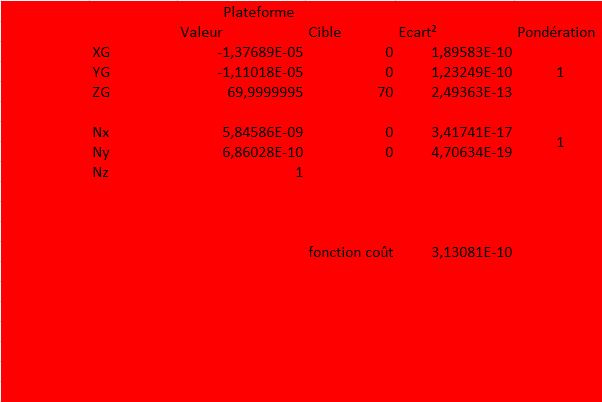 Plateforme
Valeur Cible Ecart² Pondération
XG -1,37689E-05 0 1,89583E-10
YG -1,11018E-05 0 1,23249E-10 1
ZG 69,9999995 70 2,49363E-13
Nx 5,84586E-09 0 3,41741E-17
1
Ny 6,86028E-10 0 4,70634E-19
Nz 1
fonction coût 3,13081E-10